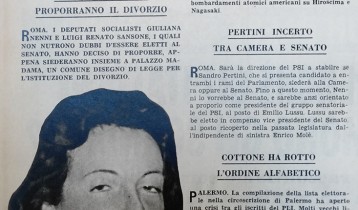 PROPORRANNO IL DIVORZIO
ROMA. I DEPUTATI SOCIALISTI GIULIANA
NENNI E LUIGI RENATO SANSONE, I QUALI
NON NUTRONO DUBBI D'ESSERE ELETTI AL
SENATO, HANNO DECISO DI PROPORRE, AP-
PENA SIEDERANNO INSIEME A PALAZZO MA-
DAMA, UN COMUNE DISEGNO DI LEGGE PER
L'ISTITUZIONE DEL DIVORZIO.
bombardamenti atomici americani su Hiroscima e
Nagasaki.
PERTINI INCERTO
TRA CAMERA E SENATO
ROMA. Sarà la direzione del PSI a stabilire se
Sandro Pertini, che si presenta candidato a en-
trambi i rami del Parlamento, siederà alla Camera
oppure al Senato. Fino a questo momento, Nen-
ni lo vorrebbe al Senato, e sarebbe anzi orientato
a proporlo come presidente del gruppo senatoria-
le del PSI, al posto di Emilio Lussu. Lussu sareb-
be eletto in compenso vice presidente del Senato,
al posto ricoperto nella passata legislatura dall'
indipendente di sinistra Enrico Molè.
COTTONE HA ROTTO
L'ORDINE ALFABETICO
PALERMO. La compilazione della lista elettora-
le nella circoscrizione di Palermo ha aperto
una crisi tra gli iscritti del PLI. Molti vecchi li-